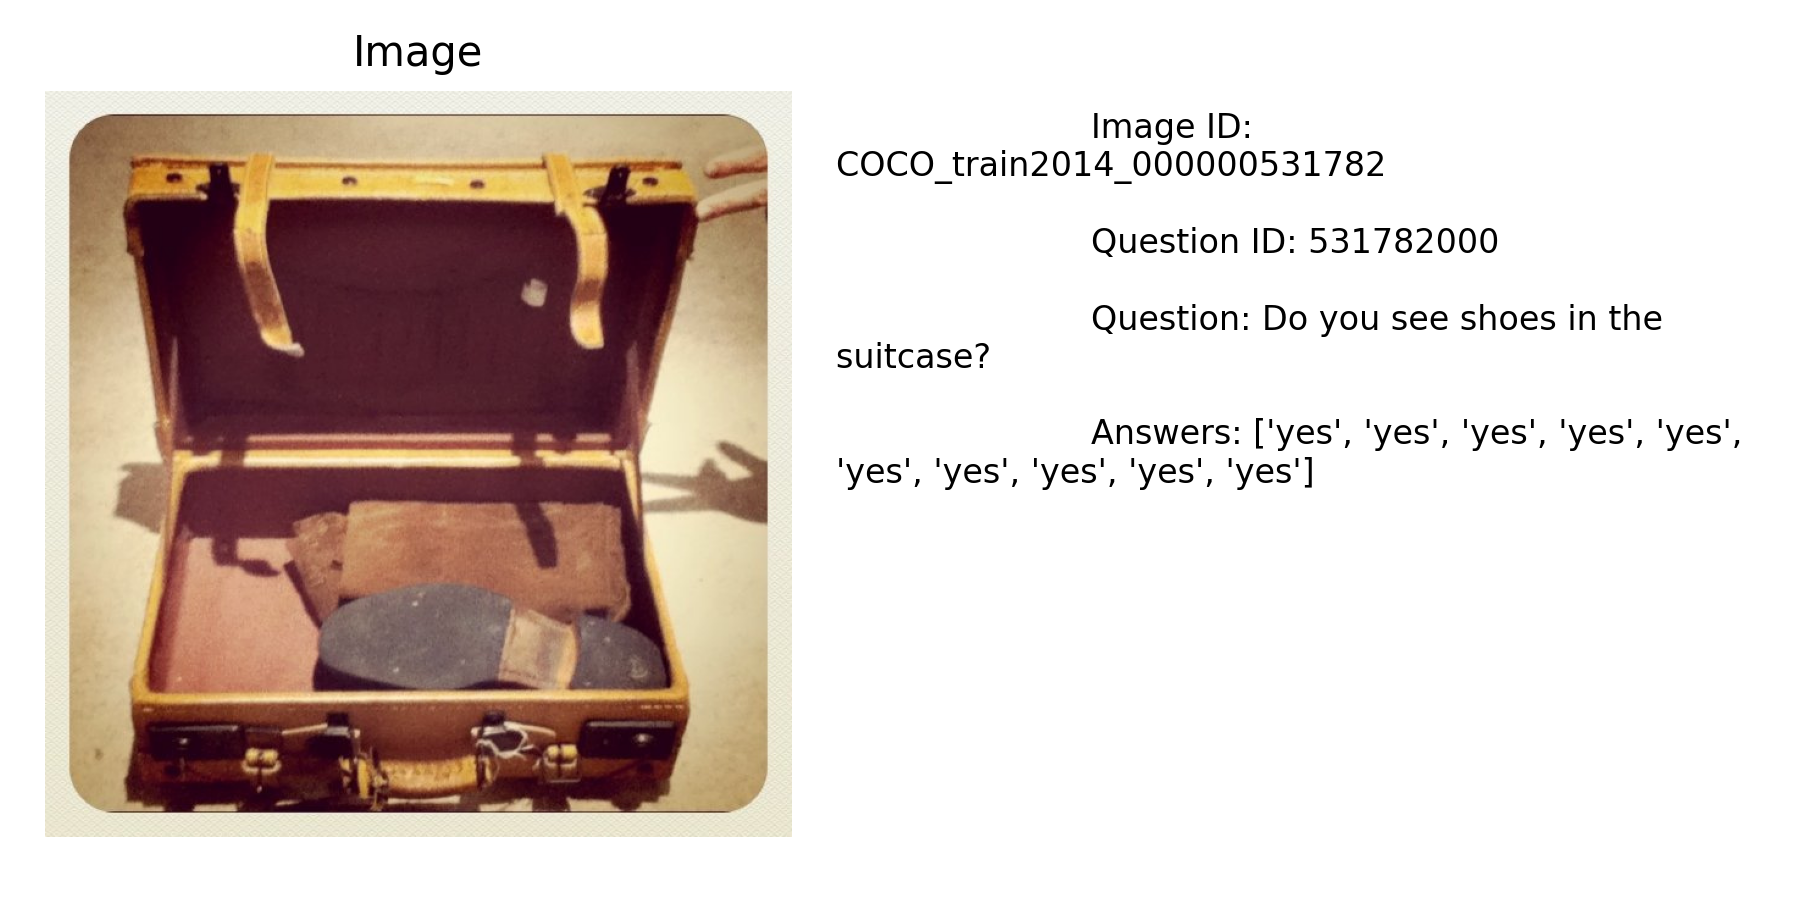 Image
Image ID:
COCO_train2014_000000531782
Question ID: 531782000
Question: Do you see shoes in the
suitcase?
Answers: ['yes', 'yes', 'yes', 'yes', 'yes',
'yes', 'yes', 'yes', 'yes', 'yes']